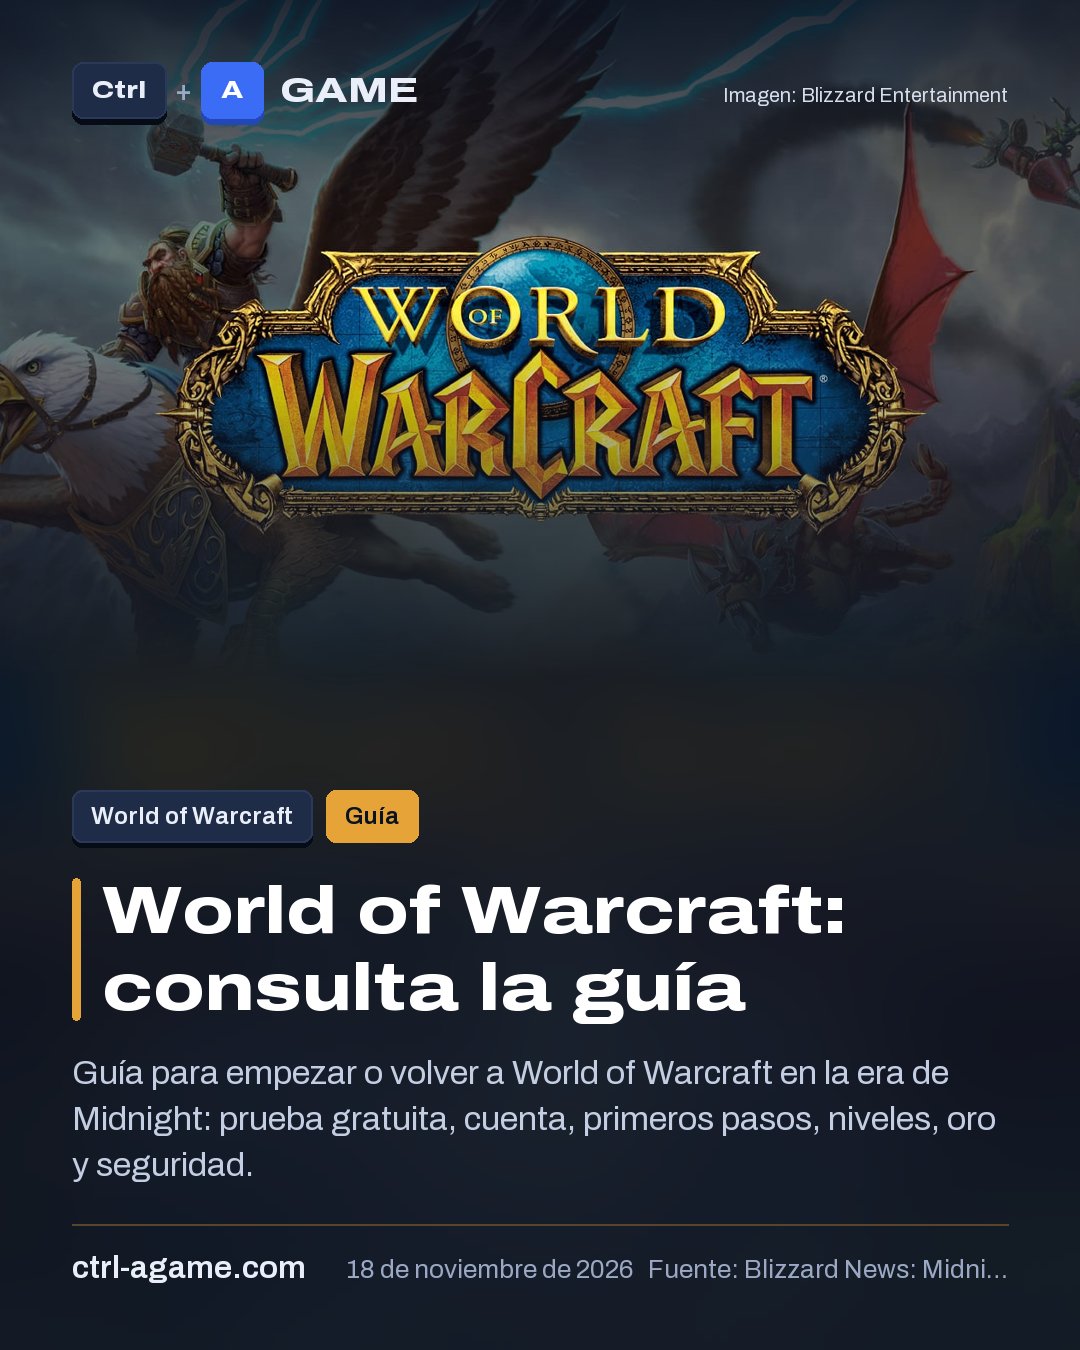 Ctrl + A GAME
Imagen: Blizzard Entertainment
WORLD
OF
WARCRAFT
®
World of Warcraft
Guía
World of Warcraft:
consulta la guía
Guía para empezar o volver a World of Warcraft en la era de
Midnight: prueba gratuita, cuenta, primeros pasos, niveles, oro
y seguridad.
ctrl-agame.com
18 de noviembre de 2026 Fuente: Blizzard News: Midni...